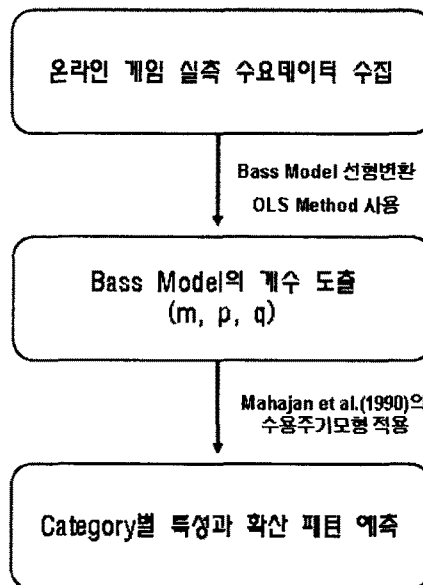 온라인 게임 실측 수요데이터 수집
Bass Model 선형변환
OLS Method 사용
Bass Model의 계수 도출
(m, p, q)
Mahajan et al.(1990)의
수용주기모형 적용
Category별 특성과 확산 패턴 예측